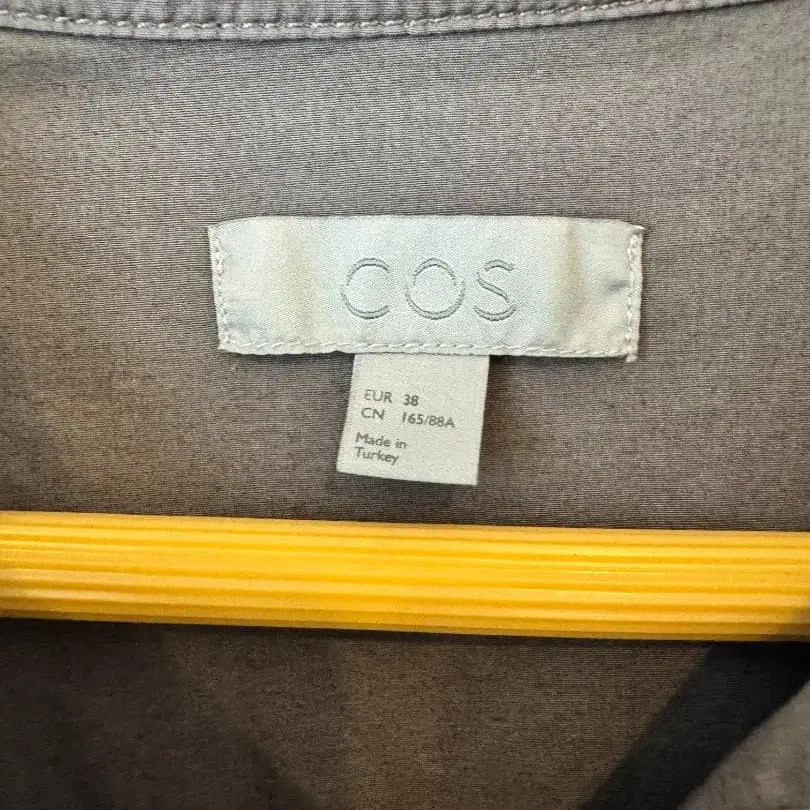 COS
EUR 38
CN 165/88A
Made in
Turkey